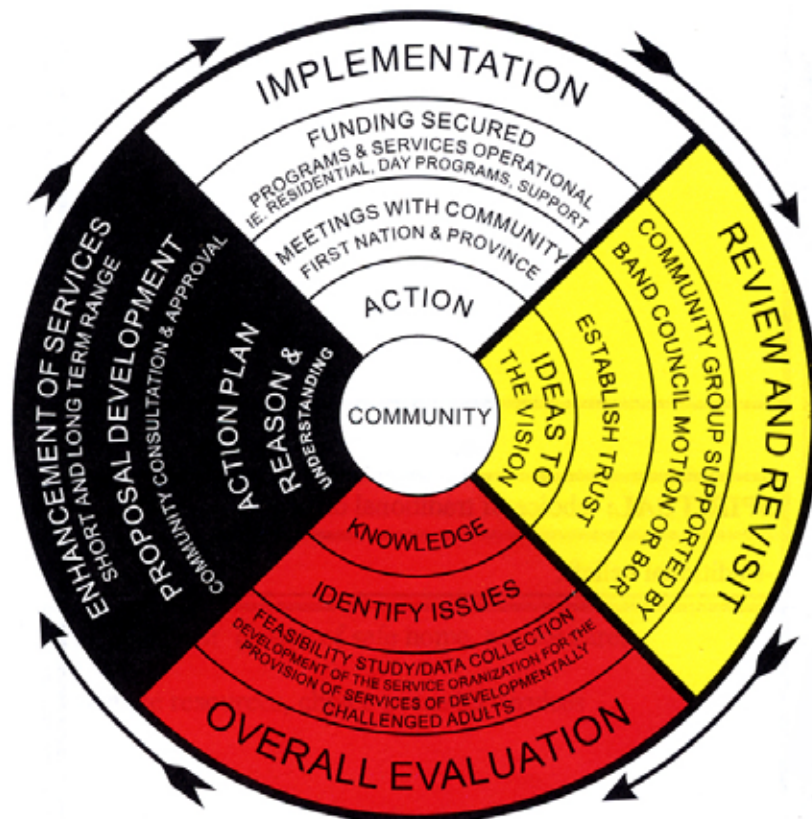 IMPLEMENTATION
FUNDING SECURED
PROGRAMS & SERVICES OPERATIONAL
IE. RESIDENTIAL, DAY PROGRAMS, SUPPORT
MEETINGS WITH COMMUNITY
FIRST NATION & PROVINCE
ACTION
REVIEW AND REVISIT
COMMUNITY GROUP SUPPORTED BY
BAND COUNCIL MOTION OR BCR
ESTABLISH TRUST
IDEAS TO
THE VISION
COMMUNITY
KNOWLEDGE
IDENTIFY ISSUES
FEASIBILITY STUDY/DATA COLLECTION
DEVELOPMENT OF THE SERVICE ORANIZATION FOR THE
PROVISION OF SERVICES OF DEVELOPMENTALLY
CHALLENGED ADULTS
OVERALL EVALUATION
ENHANCEMENT OF SERVICES
SHORT AND LONG TERM RANGE
PROPOSAL DEVELOPMENT
COMMUNITY CONSULTATION & APPROVAL
ACTION PLAN
REASON &
UNDERSTANDING